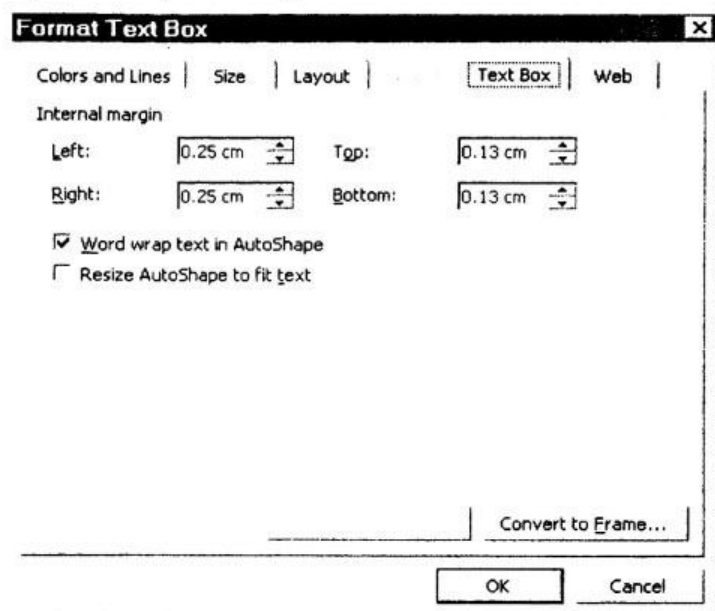 Format Text Box
Colors and Lines Size Layout Text Box Web
Internal margin
Left: 0.25 cm Top: 0.13 cm
Right: 0.25 cm Bottom: 0.13 cm
Word wrap text in AutoShape
Resize AutoShape to fit text
Convert to Frame...
OK Cancel